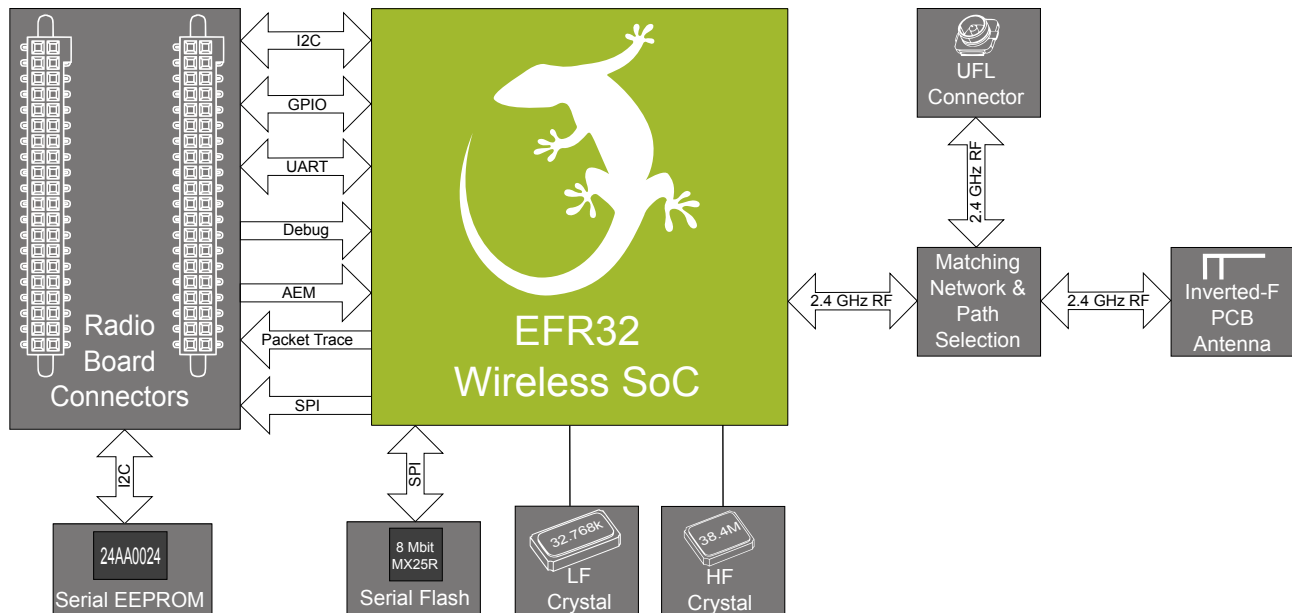 I2C
GPIO
UART
Debug
AEM
Packet Trace
SPI
Radio
Board
Connectors
EFR32
Wireless SoC
UFL
Connector
2.4 GHz RF
2.4 GHz RF
Matching
Network &
Path
Selection
2.4 GHz RF
Inverted-F
PCB
Antenna
I2C
24AA0024
Serial EEPROM
SPI
8 Mbit
MX25R
Serial Flash
32.768k
LF
Crystal
38.4M
HF
Crystal